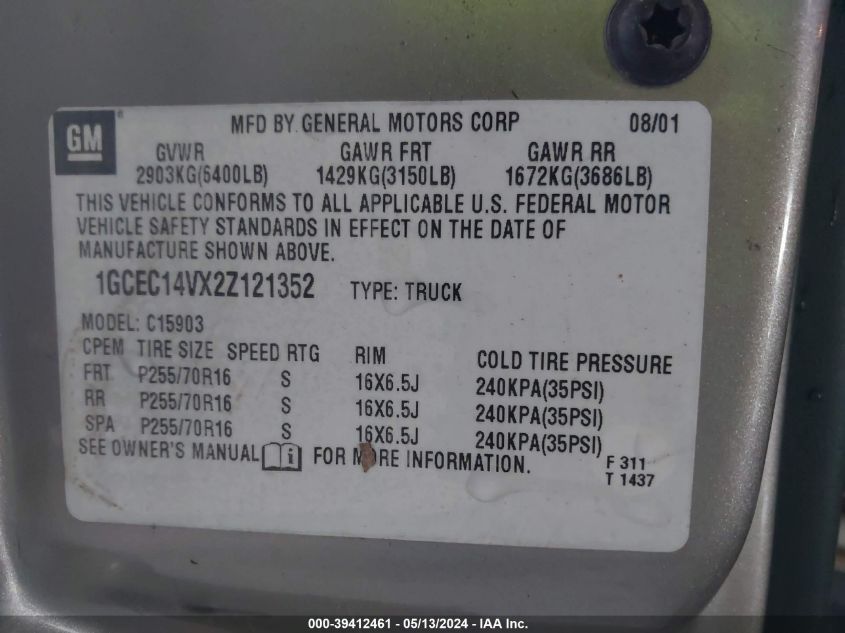 GM
MFD BY GENERAL MOTORS CORP 08/01
GVWR GAWR FRT GAWR RR
2903KG(6400LB) 1429KG(3150LB) 1672KG(3686LB)
THIS VEHICLE CONFORMS TO ALL APPLICABLE U.S. FEDERAL MOTOR
VEHICLE SAFETY STANDARDS IN EFFECT ON THE DATE OF
MANUFACTURE SHOWN ABOVE.
1GCEC14VX2Z121352 TYPE: TRUCK
MODEL: C15903
CPEM TIRE SIZE SPEED RTG RIM COLD TIRE PRESSURE
FRT P255/70R16 S 16X6.5J 240KPA(35PSI)
RR P255/70R16 S 16X6.5J 240KPA(35PSI)
SPA P255/70R16 S 16X6.5J 240KPA(35PSI)
SEE OWNER'S MANUAL i FOR MORE INFORMATION. F 311
T 1437
000-39412461 - 05/13/2024 - IAA Inc.